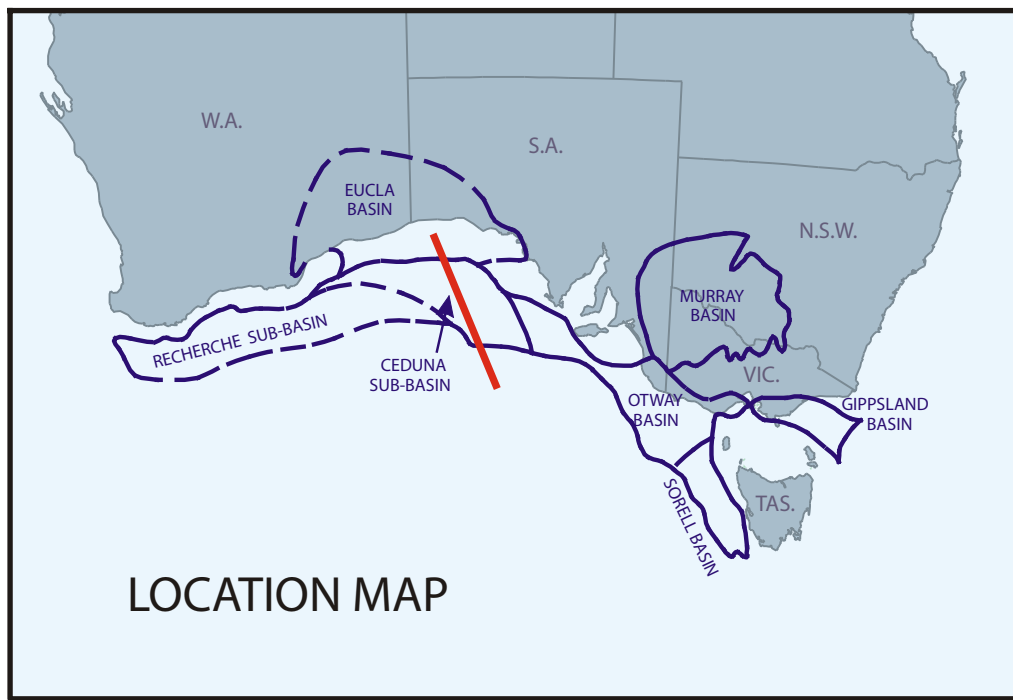 W.A.
S.A.
EUCLA
BASIN
N.S.W.
MURRAY
BASIN
RECHERCHE SUB-BASIN
CEDUNA
SUB-BASIN
VIC.
OTWAY
BASIN
GIPPSLAND
BASIN
SORELL BASIN
TAS.
LOCATION MAP